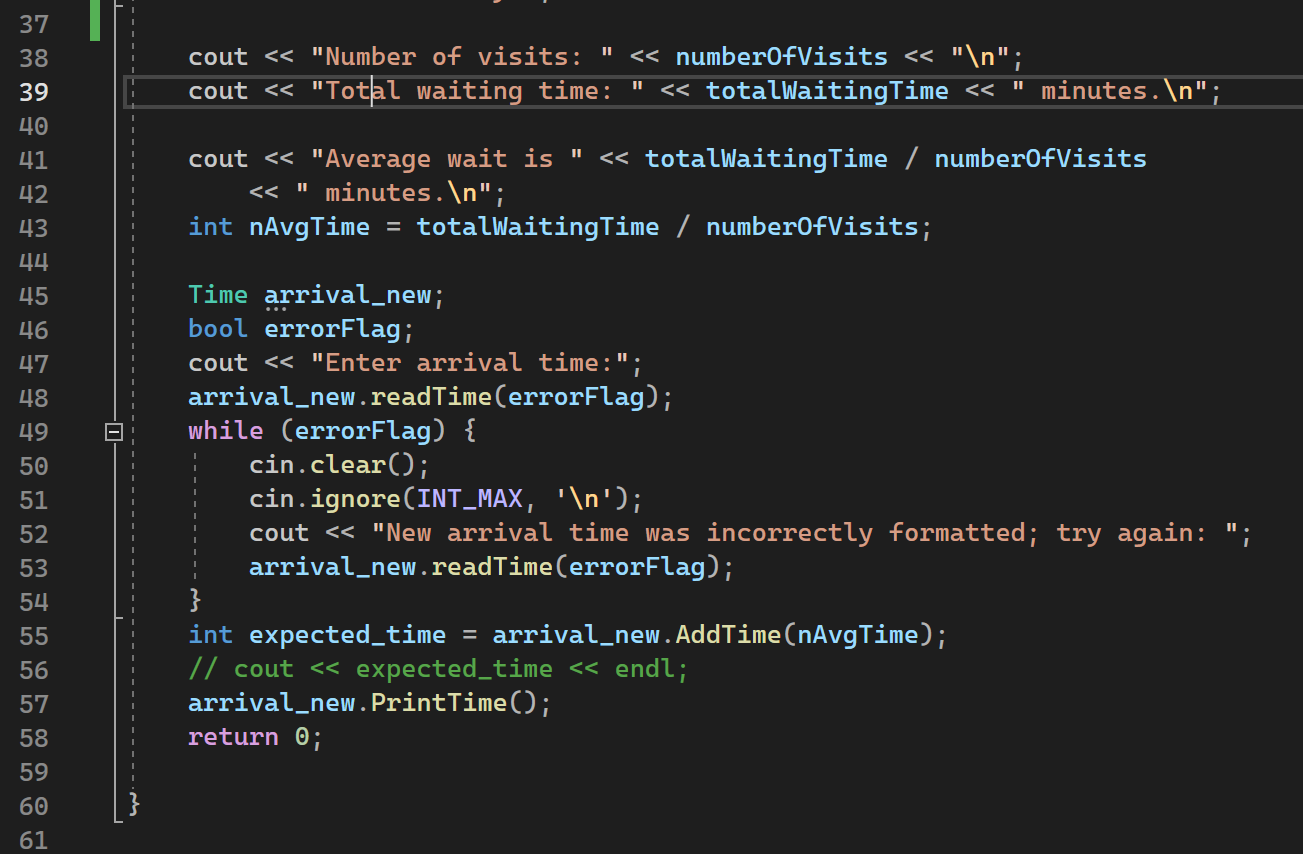 37
38 cout << "Number of visits: " << numberOfVisits << "\n";
39 cout << "Total waiting time: " << totalWaitingTime << " minutes.\n";
40
41 cout << "Average wait is " << totalWaitingTime / numberOfVisits
42 << " minutes.\n";
43 int nAvgTime = totalWaitingTime / numberOfVisits;
44
45 Time arrival_new;
46 bool errorFlag;
47 cout << "Enter arrival time:";
48 arrival_new.readTime(errorFlag);
49 while (errorFlag) {
50 cin.clear();
51 cin.ignore(INT_MAX, '\n');
52 cout << "New arrival time was incorrectly formatted; try again: ";
53 arrival_new.readTime(errorFlag);
54 }
55 int expected_time = arrival_new.AddTime(nAvgTime);
56 // cout << expected_time << endl;
57 arrival_new.PrintTime();
58 return 0;
59
60 }
61